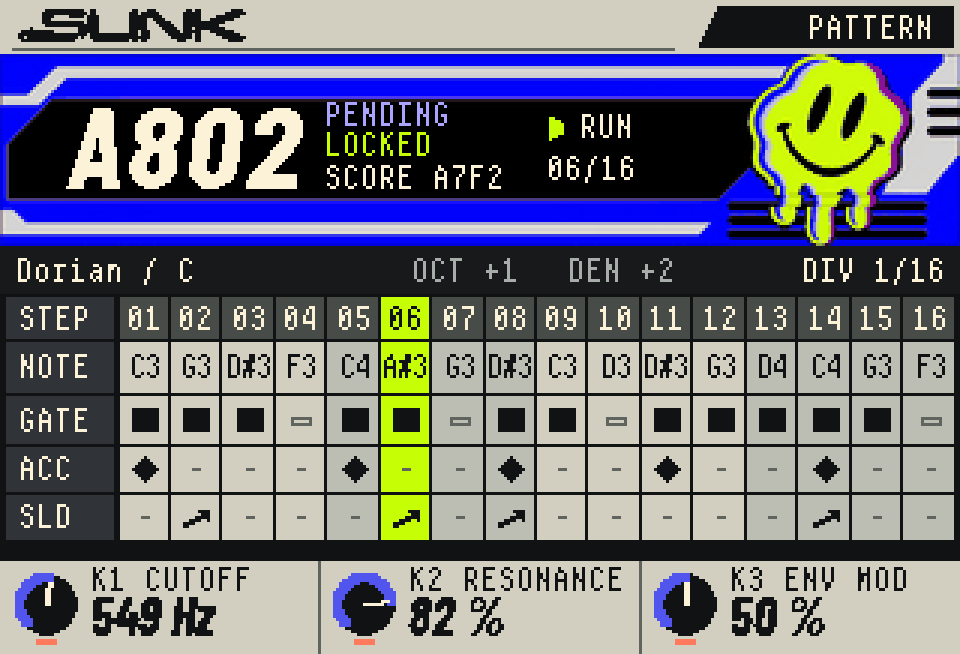 SLINK
PATTERN
A802
PENDING
LOCKED
SCORE A7F2
RUN
06/16
Dorian / C OCT +1 DEN +2 DIV 1/16
STEP 01 02 03 04 05 06 07 08 09 10 11 12 13 14 15 16
NOTE C3 G3 D#3 F3 C4 A#3 G3 D#3 C3 D3 D#3 G3 D4 C4 G3 F3
GATE
ACC - - - - - - - - - - -
SLD - - - - - - - - - - - -
K1 CUTOFF
549 Hz
K2 RESONANCE
82 %
K3 ENV MOD
50 %